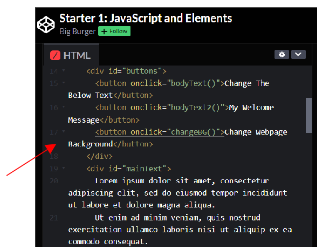 Starter 1: JavaScript and Elements
Big Burger + Follow
HTML
14 <div id="buttons">
15 <button onclick="bodyText()">Change The
Below Text</button>
16 <button onclick="bodyText2()">My Welcome
Message</button>
17 <button onclick="changeBG()">Change webpage
Background</button>
18 </div>
19 <div id="mainText">
20 Lorem ipsum dolor sit amet, consectetur
adipiscing elit, sed do eiusmod tempor incididunt
ut labore et dolore magna aliqua.
21 Ut enim ad minim veniam, quis nostrud
exercitation ullamco laboris nisi ut aliquip ex ea
commodo consequat.